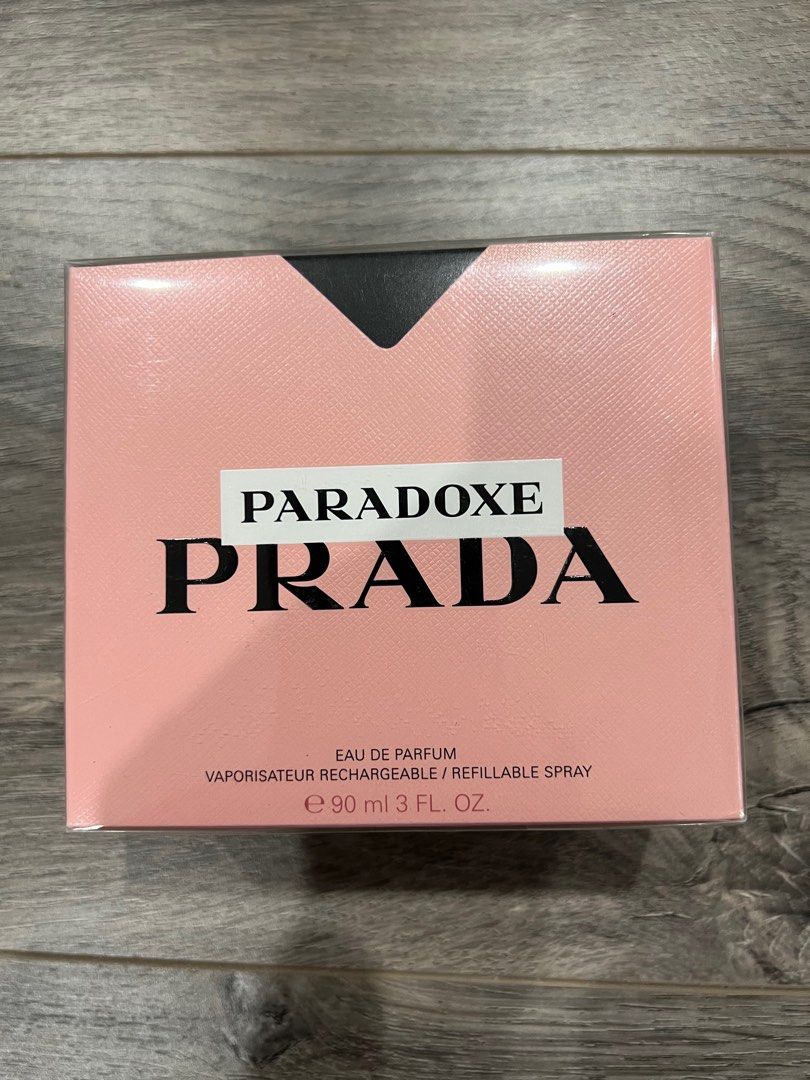 PARADOXE
PRADA
EAU DE PARFUM
VAPORISATEUR RECHARGEABLE / REFILLABLE SPRAY
℮ 90 ml 3 FL. OZ.